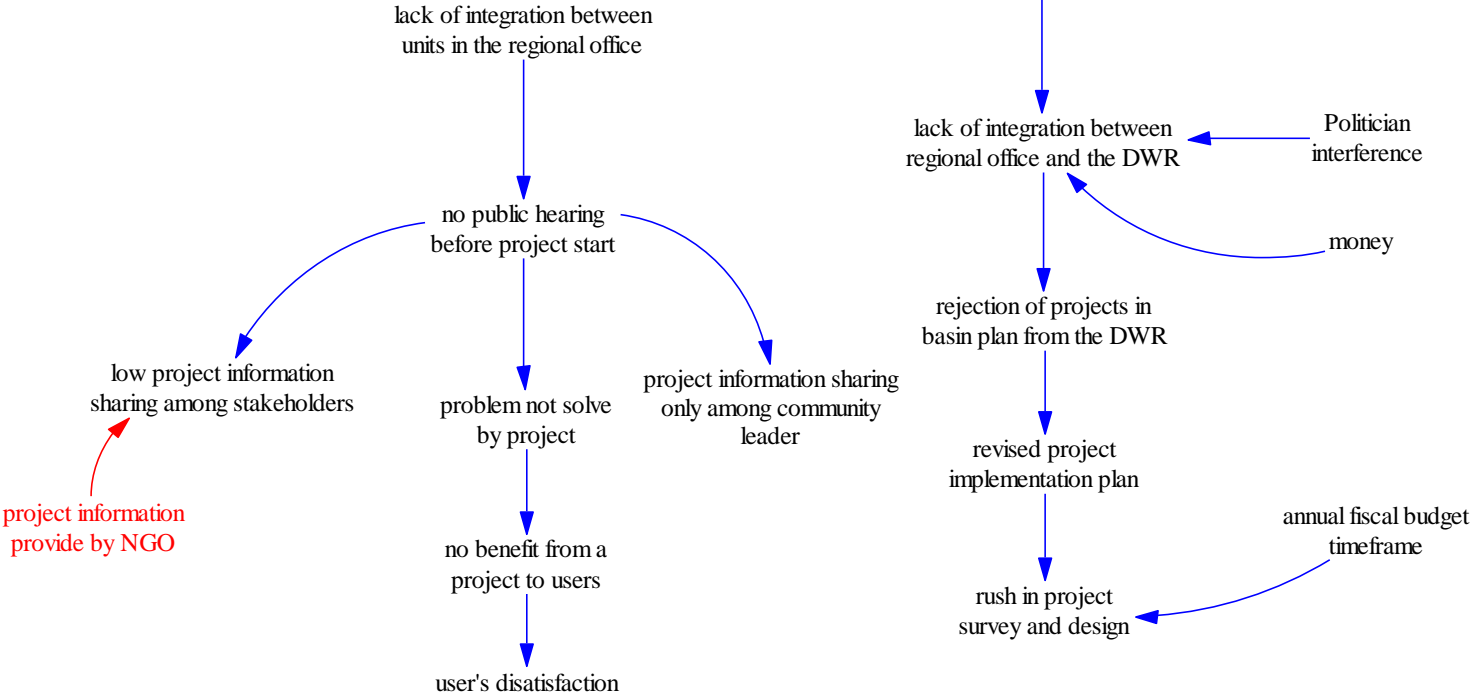 lack of integration between
units in the regional office
no public hearing
before project start
low project information
sharing among stakeholders
project information
provide by NGO
problem not solve
by project
project information sharing
only among community
leader
no benefit from a
project to users
user's disatisfaction
lack of integration between
regional office and the DWR
Politician
interference
money
rejection of projects in
basin plan from the DWR
revised project
implementation plan
annual fiscal budget
timeframe
rush in project
survey and design